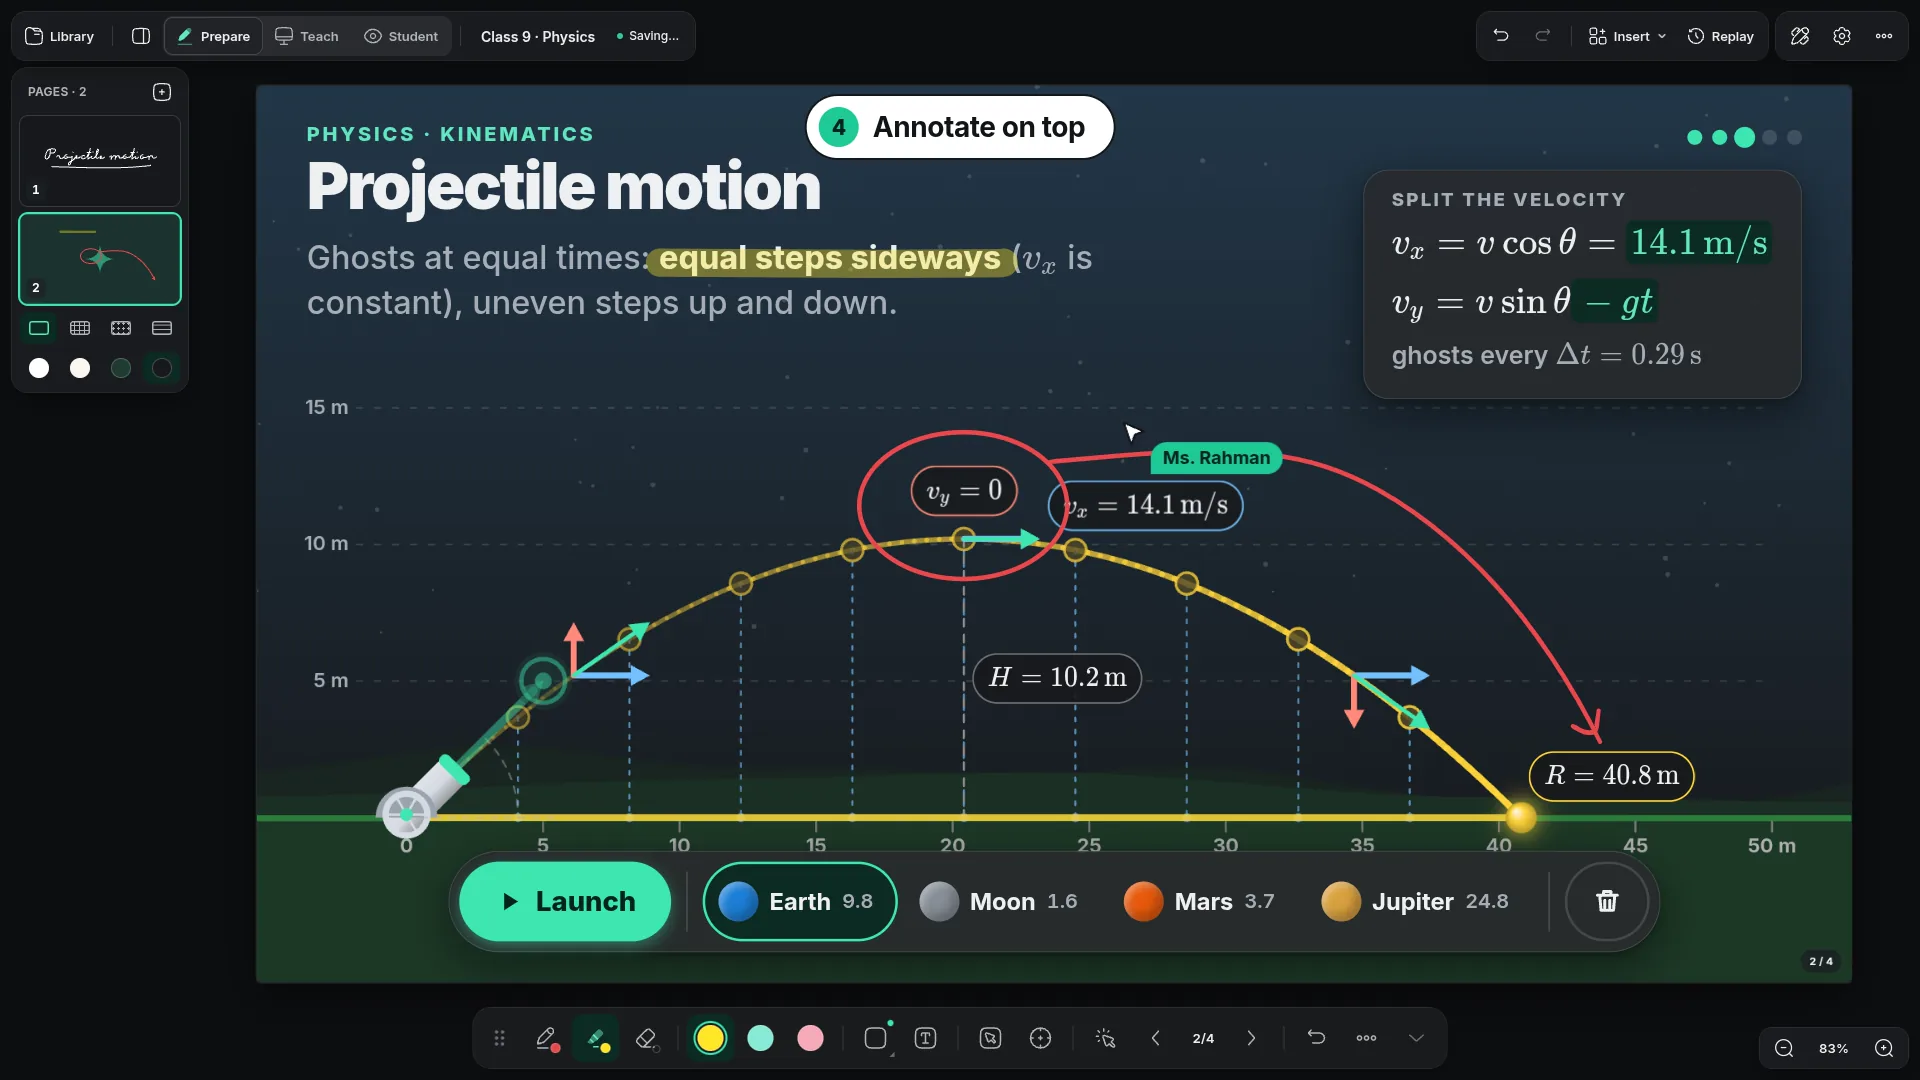 Library
Prepare
Teach
Student
Class 9 · Physics
Saving...
Insert
Replay
PAGES · 2
Projectile motion
1
2
4 Annotate on top
PHYSICS · KINEMATICS
Projectile motion
Ghosts at equal times: equal steps sideways (vₓ is
constant), uneven steps up and down.
SPLIT THE VELOCITY
vₓ = v cos θ = 14.1 m/s
v_y = v sin θ − gt
ghosts every Δt = 0.29 s
15 m
10 m
5 m
Ms. Rahman
v_y = 0
vₓ = 14.1 m/s
H = 10.2 m
R = 40.8 m
0 5 10 15 20 25 30 35 40 45 50 m
Launch
Earth 9.8
Moon 1.6
Mars 3.7
Jupiter 24.8
2 / 4
2/4
83%